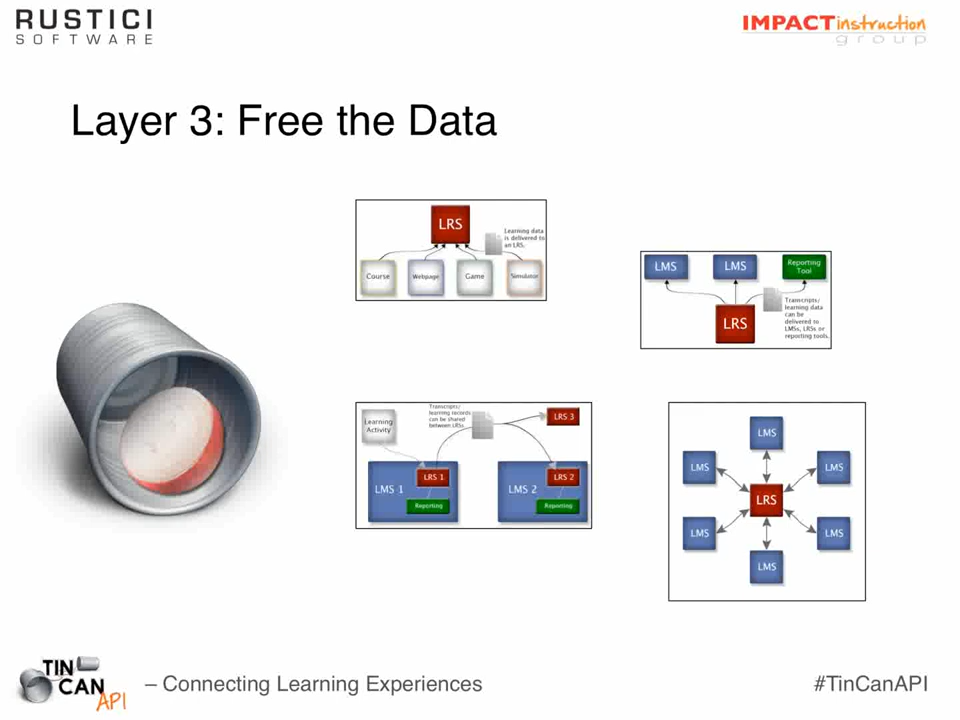 RUSTICI
SOFTWARE
IMPACTinstruction
group
Layer 3: Free the Data
LRS
Learning data
is delivered to
an LRS.
Course
Webpage
Game
Simulator
LMS
LMS
Reporting
Tool
LRS
Transcripts/
learning data
can be
delivered to
LMSs, LRSs or
reporting tools.
Learning
Activity
Transcripts/
learning records
can be shared
between LRSs.
LRS 3
LMS 1
LRS 1
Reporting
LMS 2
LRS 2
Reporting
LMS
LMS
LMS
LRS
LMS
LMS
LMS
TIN
CAN
API
– Connecting Learning Experiences
#TinCanAPI